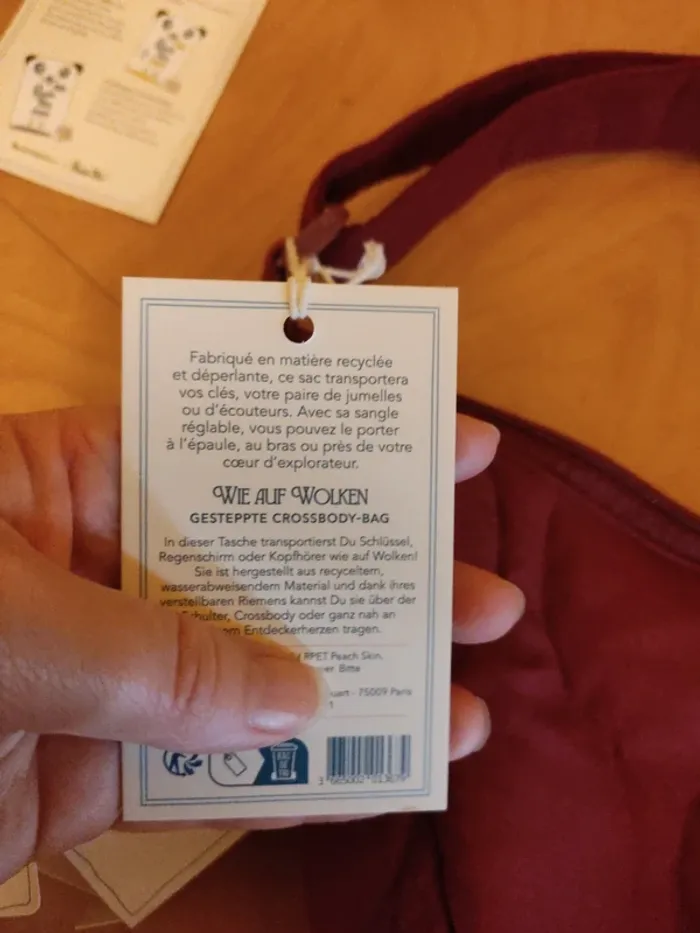 Fabriqué en matière recyclée
et déperlante, ce sac transportera
vos clés, votre paire de jumelles
ou d'écouteurs. Avec sa sangle
réglable, vous pouvez le porter
à l'épaule, au bras ou près de votre
cœur d'explorateur.
WIE AUF WOLKEN
GESTEPPTE CROSSBODY-BAG
In dieser Tasche transportierst Du Schlüssel,
Regenschirm oder Kopfhörer wie auf Wolken!
Sie ist hergestellt aus recyceltem,
wasserabweisendem Material und dank ihres
verstellbaren Riemens kannst Du sie über der
Schulter, Crossbody oder ganz nah an
Entdeckerherzen tragen.
RPET Peach Skin.
Bitte
75009 Paris